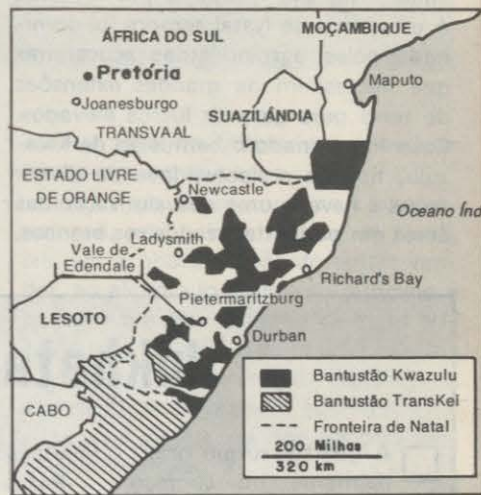 ÁFRICA DO SUL
MOÇAMBIQUE
Pretória
Joanesburgo
TRANSVAAL
SUAZILÁNDIA
Maputo
ESTADO LIVRE
DE ORANGE
Newcastle
Oceano Índ
Ladysmith
Vale de
Edendale
Richard's Bay
Pietermaritzburg
LESOTO
Durban
CABO
Bantustão Kwazulu
Bantustão TransKei
Fronteira de Natal
200 Milhas
320 km